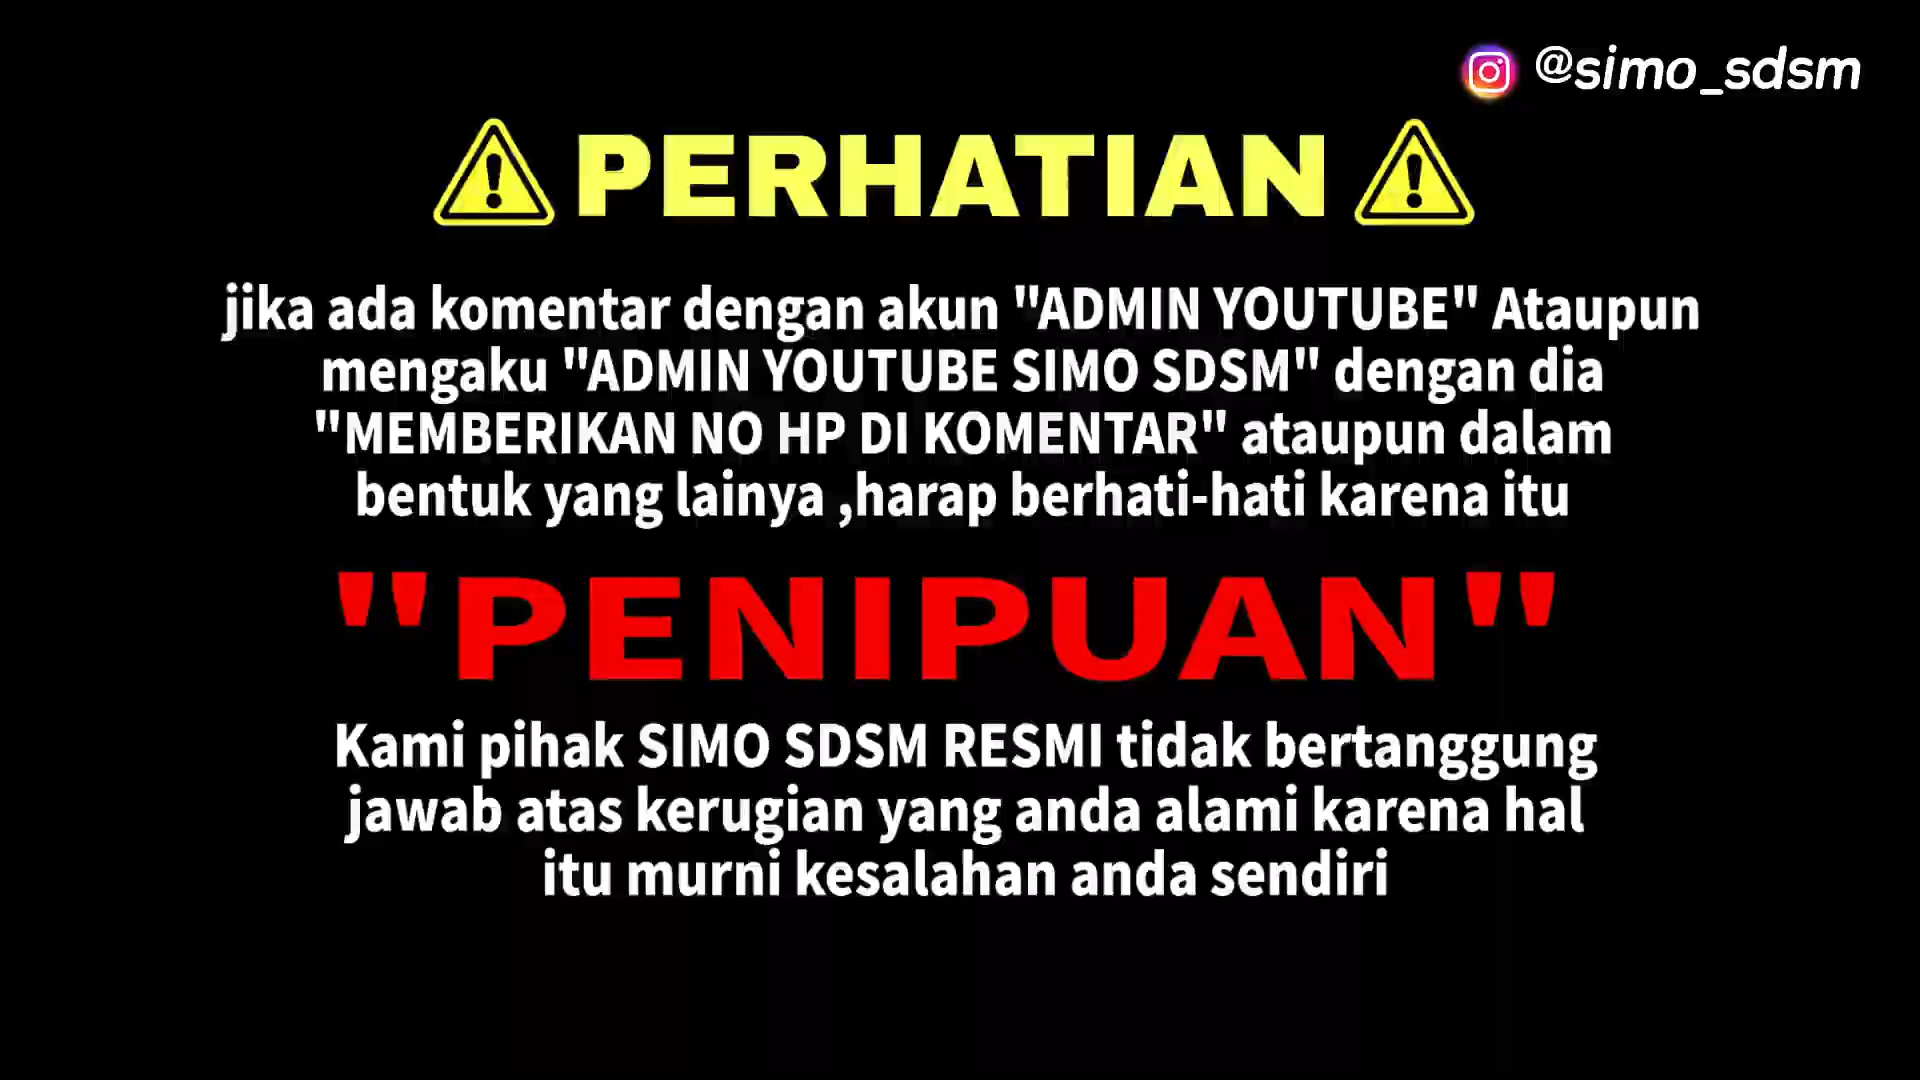 @simo_sdsm
PERHATIAN
jika ada komentar dengan akun "ADMIN YOUTUBE" Ataupun
mengaku "ADMIN YOUTUBE SIMO SDSM" dengan dia
"MEMBERIKAN NO HP DI KOMENTAR" ataupun dalam
bentuk yang lainya ,harap berhati-hati karena itu
"PENIPUAN"
Kami pihak SIMO SDSM RESMI tidak bertanggung
jawab atas kerugian yang anda alami karena hal
itu murni kesalahan anda sendiri